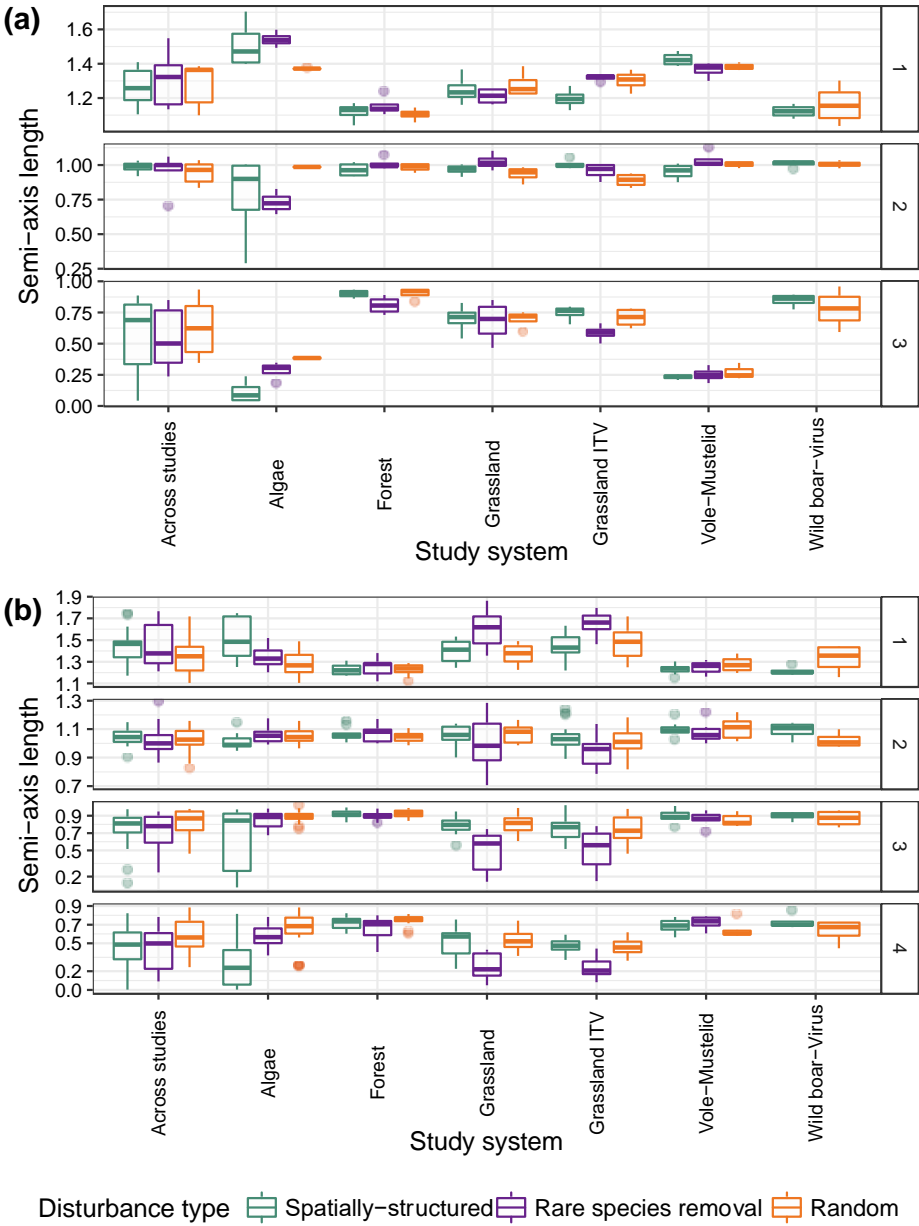 (a)
Semi−axis length
1.6
1.4
1.2
1
1.00
0.75
0.50
0.25
2
1.00
0.75
0.50
0.25
0.00
3
Across studies
Algae
Forest
Grassland
Grassland ITV
Vole−Mustelid
Wild boar−virus
Study system
(b)
Semi−axis length
1.9
1.7
1.5
1.3
1.1
1
1.3
1.1
0.9
0.7
2
0.9
0.7
0.5
0.2
3
0.9
0.7
0.5
0.2
0.0
4
Across studies
Algae
Forest
Grassland
Grassland ITV
Vole−Mustelid
Wild boar−Virus
Study system
Disturbance type Spatially−structured Rare species removal Random